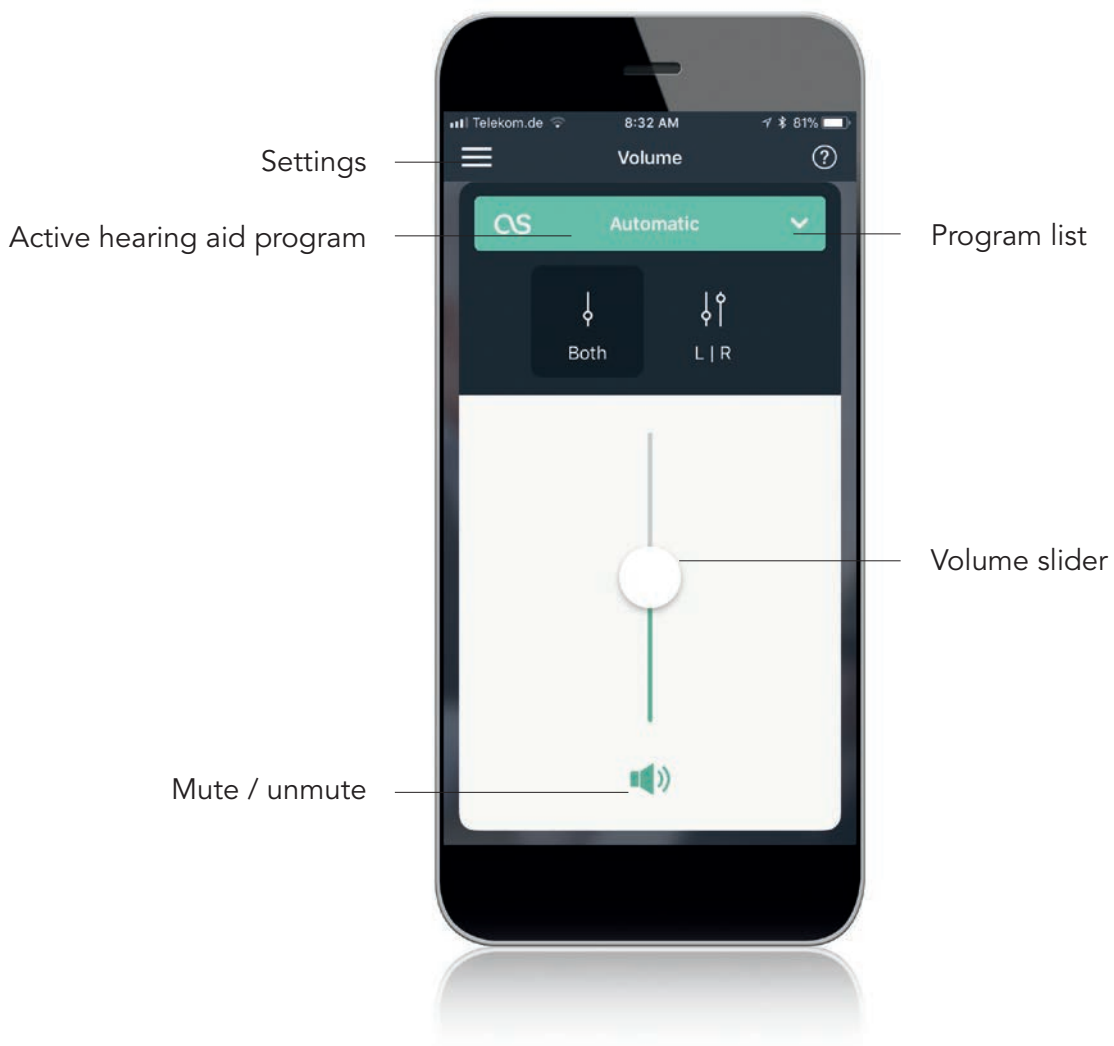 Telekom.de 8:32 AM 81%
Settings
Volume
?
Active hearing aid program
Automatic
Program list
Both
L | R
Volume slider
Mute / unmute